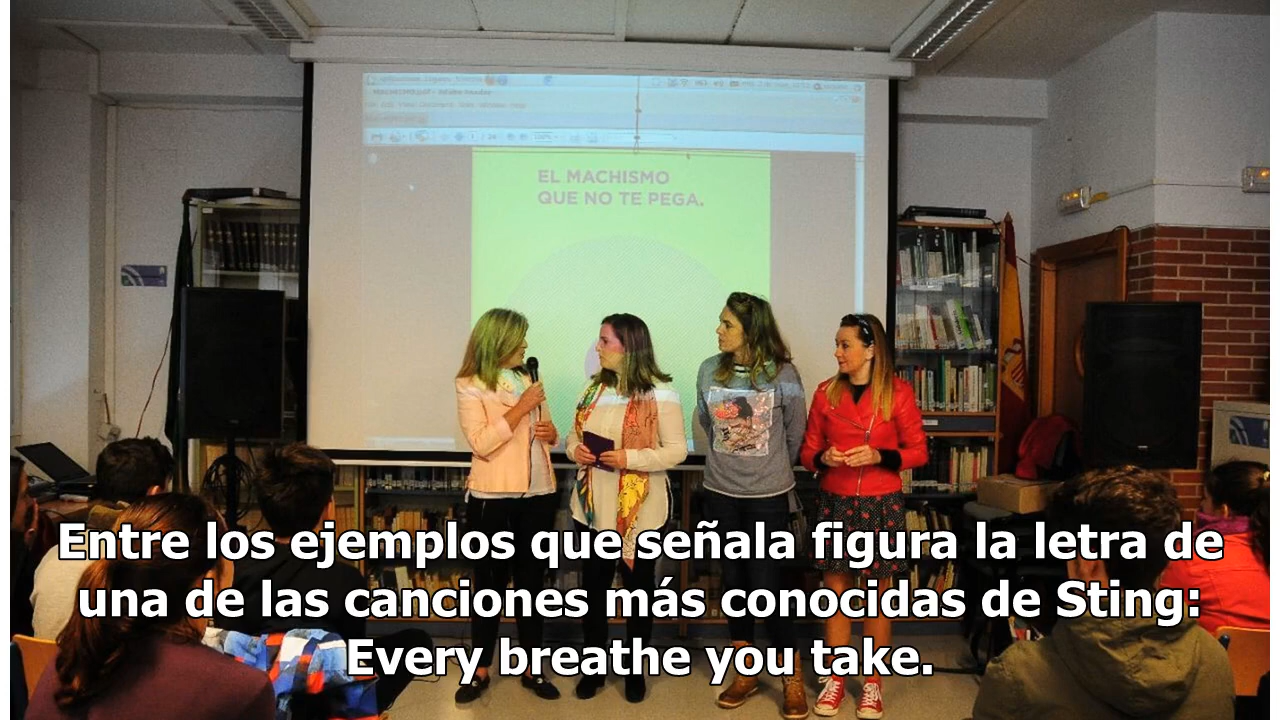 EL MACHISMO
QUE NO TE PEGA.
Entre los ejemplos que señala figura la letra de
una de las canciones más conocidas de Sting:
Every breathe you take.